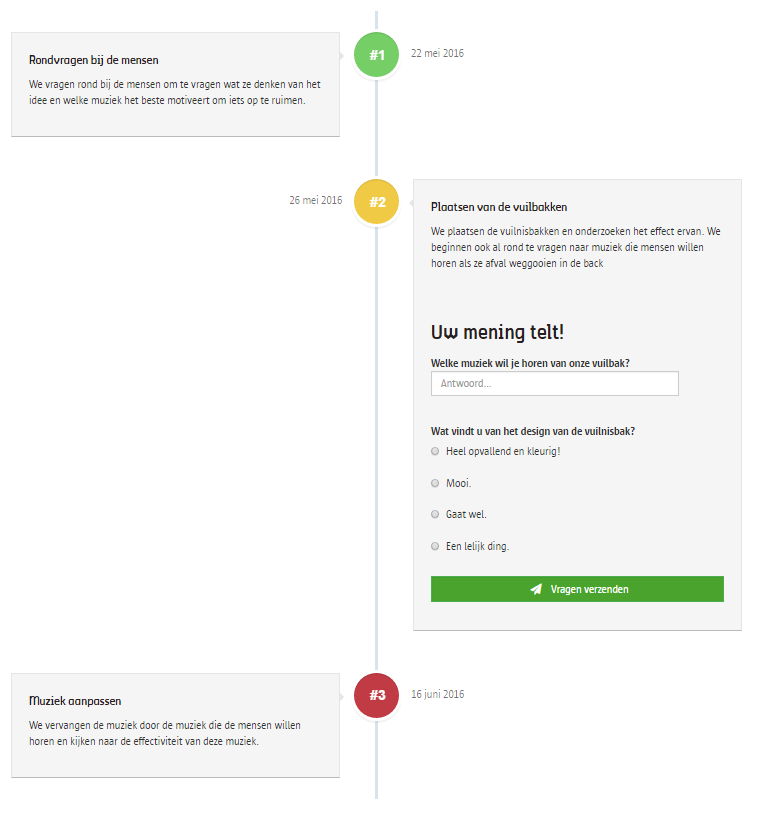 Rondvragen bij de mensen
We vragen rond bij de mensen om te vragen wat ze denken van het
idee en welke muziek het beste motiveert om iets op te ruimen.
#1
22 mei 2016
26 mei 2016
#2
Plaatsen van de vuilbakken
We plaatsen de vuilnisbakken en onderzoeken het effect ervan. We
beginnen ook al rond te vragen naar muziek die mensen willen
horen als ze afval weggooien in de back
Uw mening telt!
Welke muziek wil je horen van onze vuilbak?
Antwoord...
Wat vindt u van het design van de vuilnisbak?
Heel opvallend en kleurig!
Mooi.
Gaat wel.
Een lelijk ding.
Vragen verzenden
Muziek aanpassen
We vervangen de muziek door de muziek die de mensen willen
horen en kijken naar de effectiviteit van deze muziek.
#3
16 juni 2016